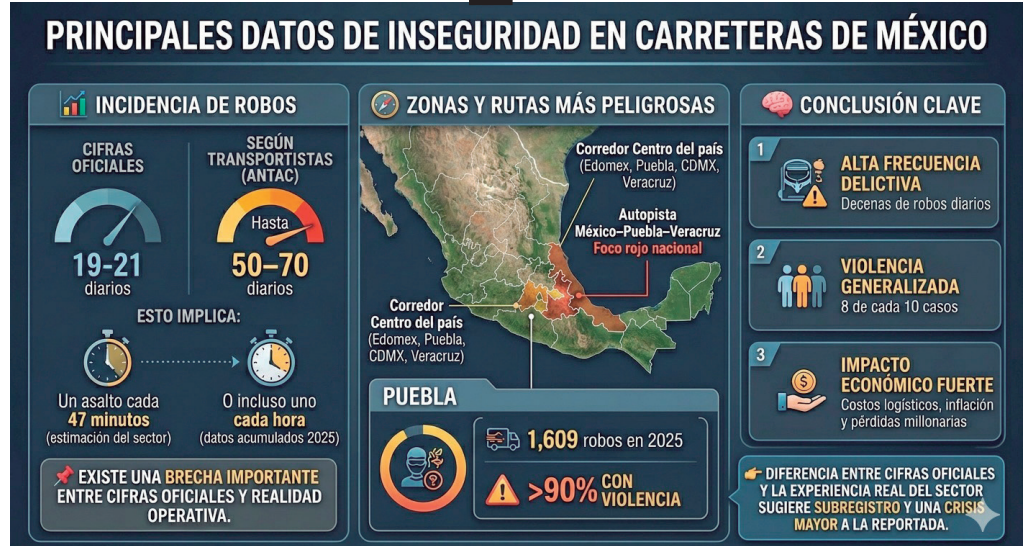 PRINCIPALES DATOS DE INSEGURIDAD EN CARRETERAS DE MÉXICO
INCIDENCIA DE ROBOS
CIFRAS
OFICIALES
19-21
diarios
SEGÚN
TRANSPORTISTAS
(ANTAC)
Hasta
50–70
diarios
ESTO IMPLICA:
Un asalto cada
47 minutos
(estimación del sector)
O incluso uno
cada hora
(datos acumulados 2025)
EXISTE UNA BRECHA IMPORTANTE
ENTRE CIFRAS OFICIALES Y REALIDAD
OPERATIVA.
ZONAS Y RUTAS MÁS PELIGROSAS
Corredor Centro del país
(Edomex, Puebla, CDMX,
Veracruz)
Autopista
México–Puebla–Veracruz
Foco rojo nacional
Corredor
Centro del país
(Edomex, Puebla,
CDMX, Veracruz)
PUEBLA
1,609 robos en 2025
>90% CON
VIOLENCIA
CONCLUSIÓN CLAVE
1
ALTA FRECUENCIA
DELICTIVA
Decenas de robos diarios
2
VIOLENCIA
GENERALIZADA
8 de cada 10 casos
3
IMPACTO
ECONÓMICO FUERTE
Costos logísticos, inflación
y pérdidas millonarias
DIFERENCIA ENTRE CIFRAS OFICIALES
Y LA EXPERIENCIA REAL DEL SECTOR
SUGIERE SUBREGISTRO Y UNA CRISIS
MAYOR A LA REPORTADA.